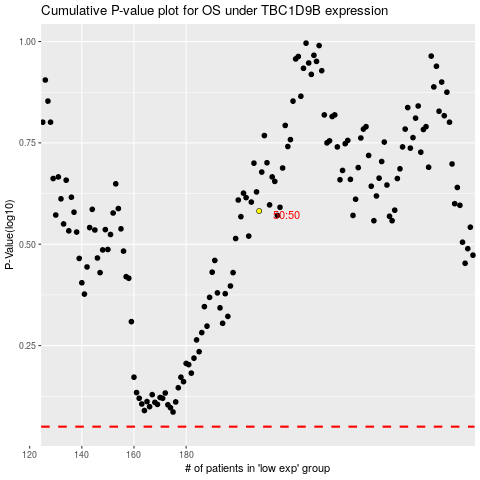 Cumulative P-value plot for OS under TBC1D9B expression
P-Value(log10)
1.00
0.75
0.50
0.25
50:50
120 140 160 180
# of patients in 'low exp' group